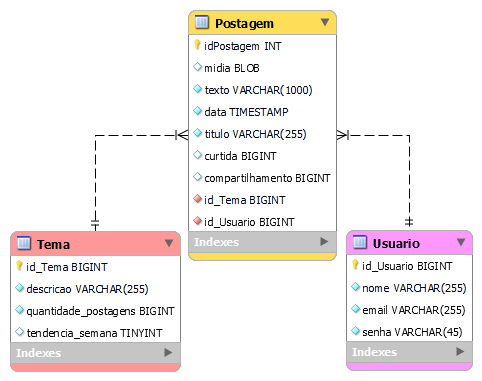 Postagem
idPostagem INT
midia BLOB
texto VARCHAR(1000)
data TIMESTAMP
titulo VARCHAR(255)
curtida BIGINT
compartilhamento BIGINT
id_Tema BIGINT
id_Usuario BIGINT
Indexes
Tema
id_Tema BIGINT
descricao VARCHAR(255)
quantidade_postagens BIGINT
tendencia_semana TINYINT
Indexes
Usuario
id_Usuario BIGINT
nome VARCHAR(255)
email VARCHAR(255)
senha VARCHAR(45)
Indexes